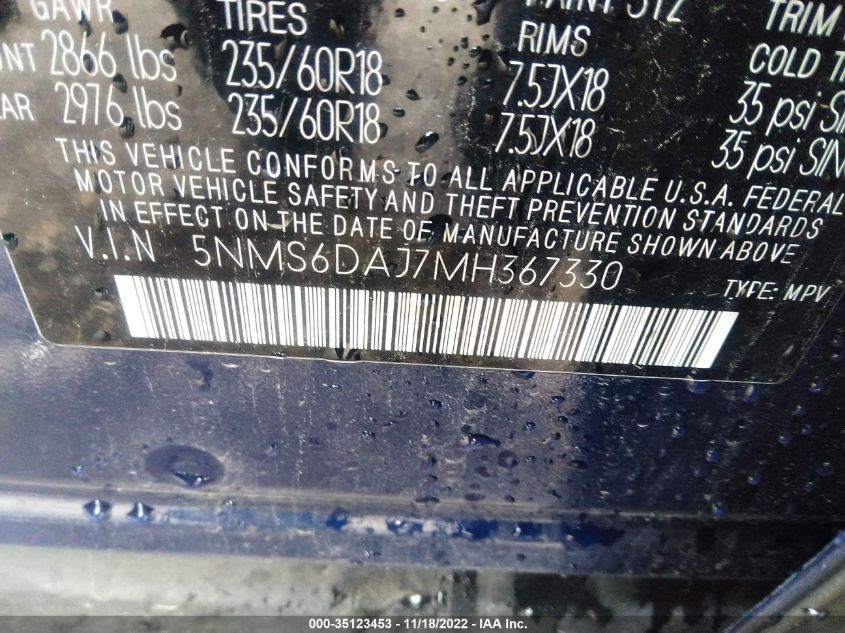 GAWR TIRES RIMS TRIM
2866 lbs 235/60R18 7.5JX18 COLD
2976 lbs 235/60R18 7.5JX18 35 psi
35 psi
THIS VEHICLE CONFORMS TO ALL APPLICABLE U.S.A. FEDERAL
MOTOR VEHICLE SAFETY AND THEFT PREVENTION STANDARDS
IN EFFECT ON THE DATE OF MANUFACTURE SHOWN ABOVE
V.I.N 5NMS6DAJ7MH367330 TYPE: MPV
000-35123453 - 11/18/2022 - IAA Inc.